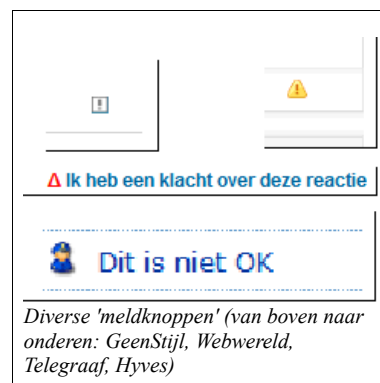 Δ Ik heb een klacht over deze reactie
Dit is niet OK
Diverse 'meldknoppen' (van boven naar
onderen: GeenStijl, Webwereld,
Telegraaf, Hyves)